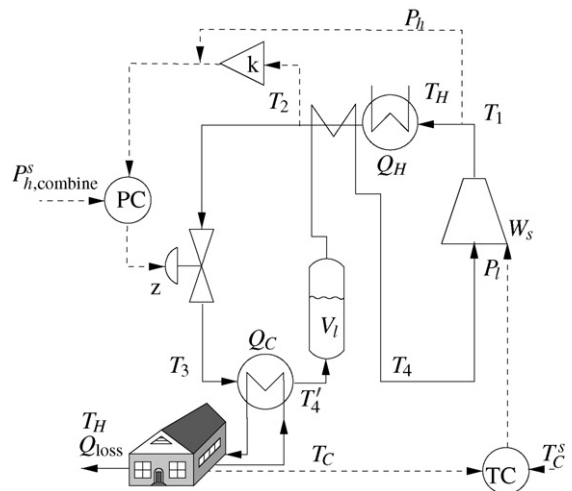 P_h
k
T_2
T_H
T_1
Q_H
P^s_{h,combine}
PC
W_s
P_l
z
V_l
Q_C
T_3
T_4
T'_4
T_H
Q_loss
T_C
TC
T^s_C